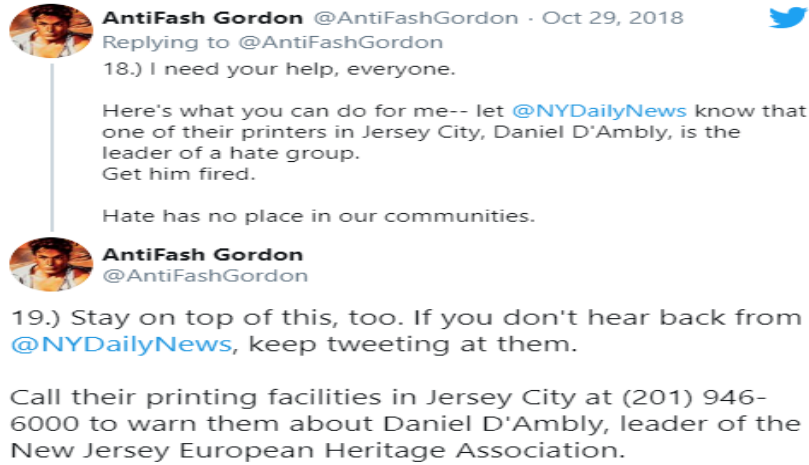 AntiFash Gordon @AntiFashGordon · Oct 29, 2018
Replying to @AntiFashGordon
18.) I need your help, everyone.
Here's what you can do for me-- let @NYDailyNews know that
one of their printers in Jersey City, Daniel D'Ambly, is the
leader of a hate group.
Get him fired.
Hate has no place in our communities.
AntiFash Gordon
@AntiFashGordon
19.) Stay on top of this, too. If you don't hear back from
@NYDailyNews, keep tweeting at them.
Call their printing facilities in Jersey City at (201) 946-
6000 to warn them about Daniel D'Ambly, leader of the
New Jersey European Heritage Association.